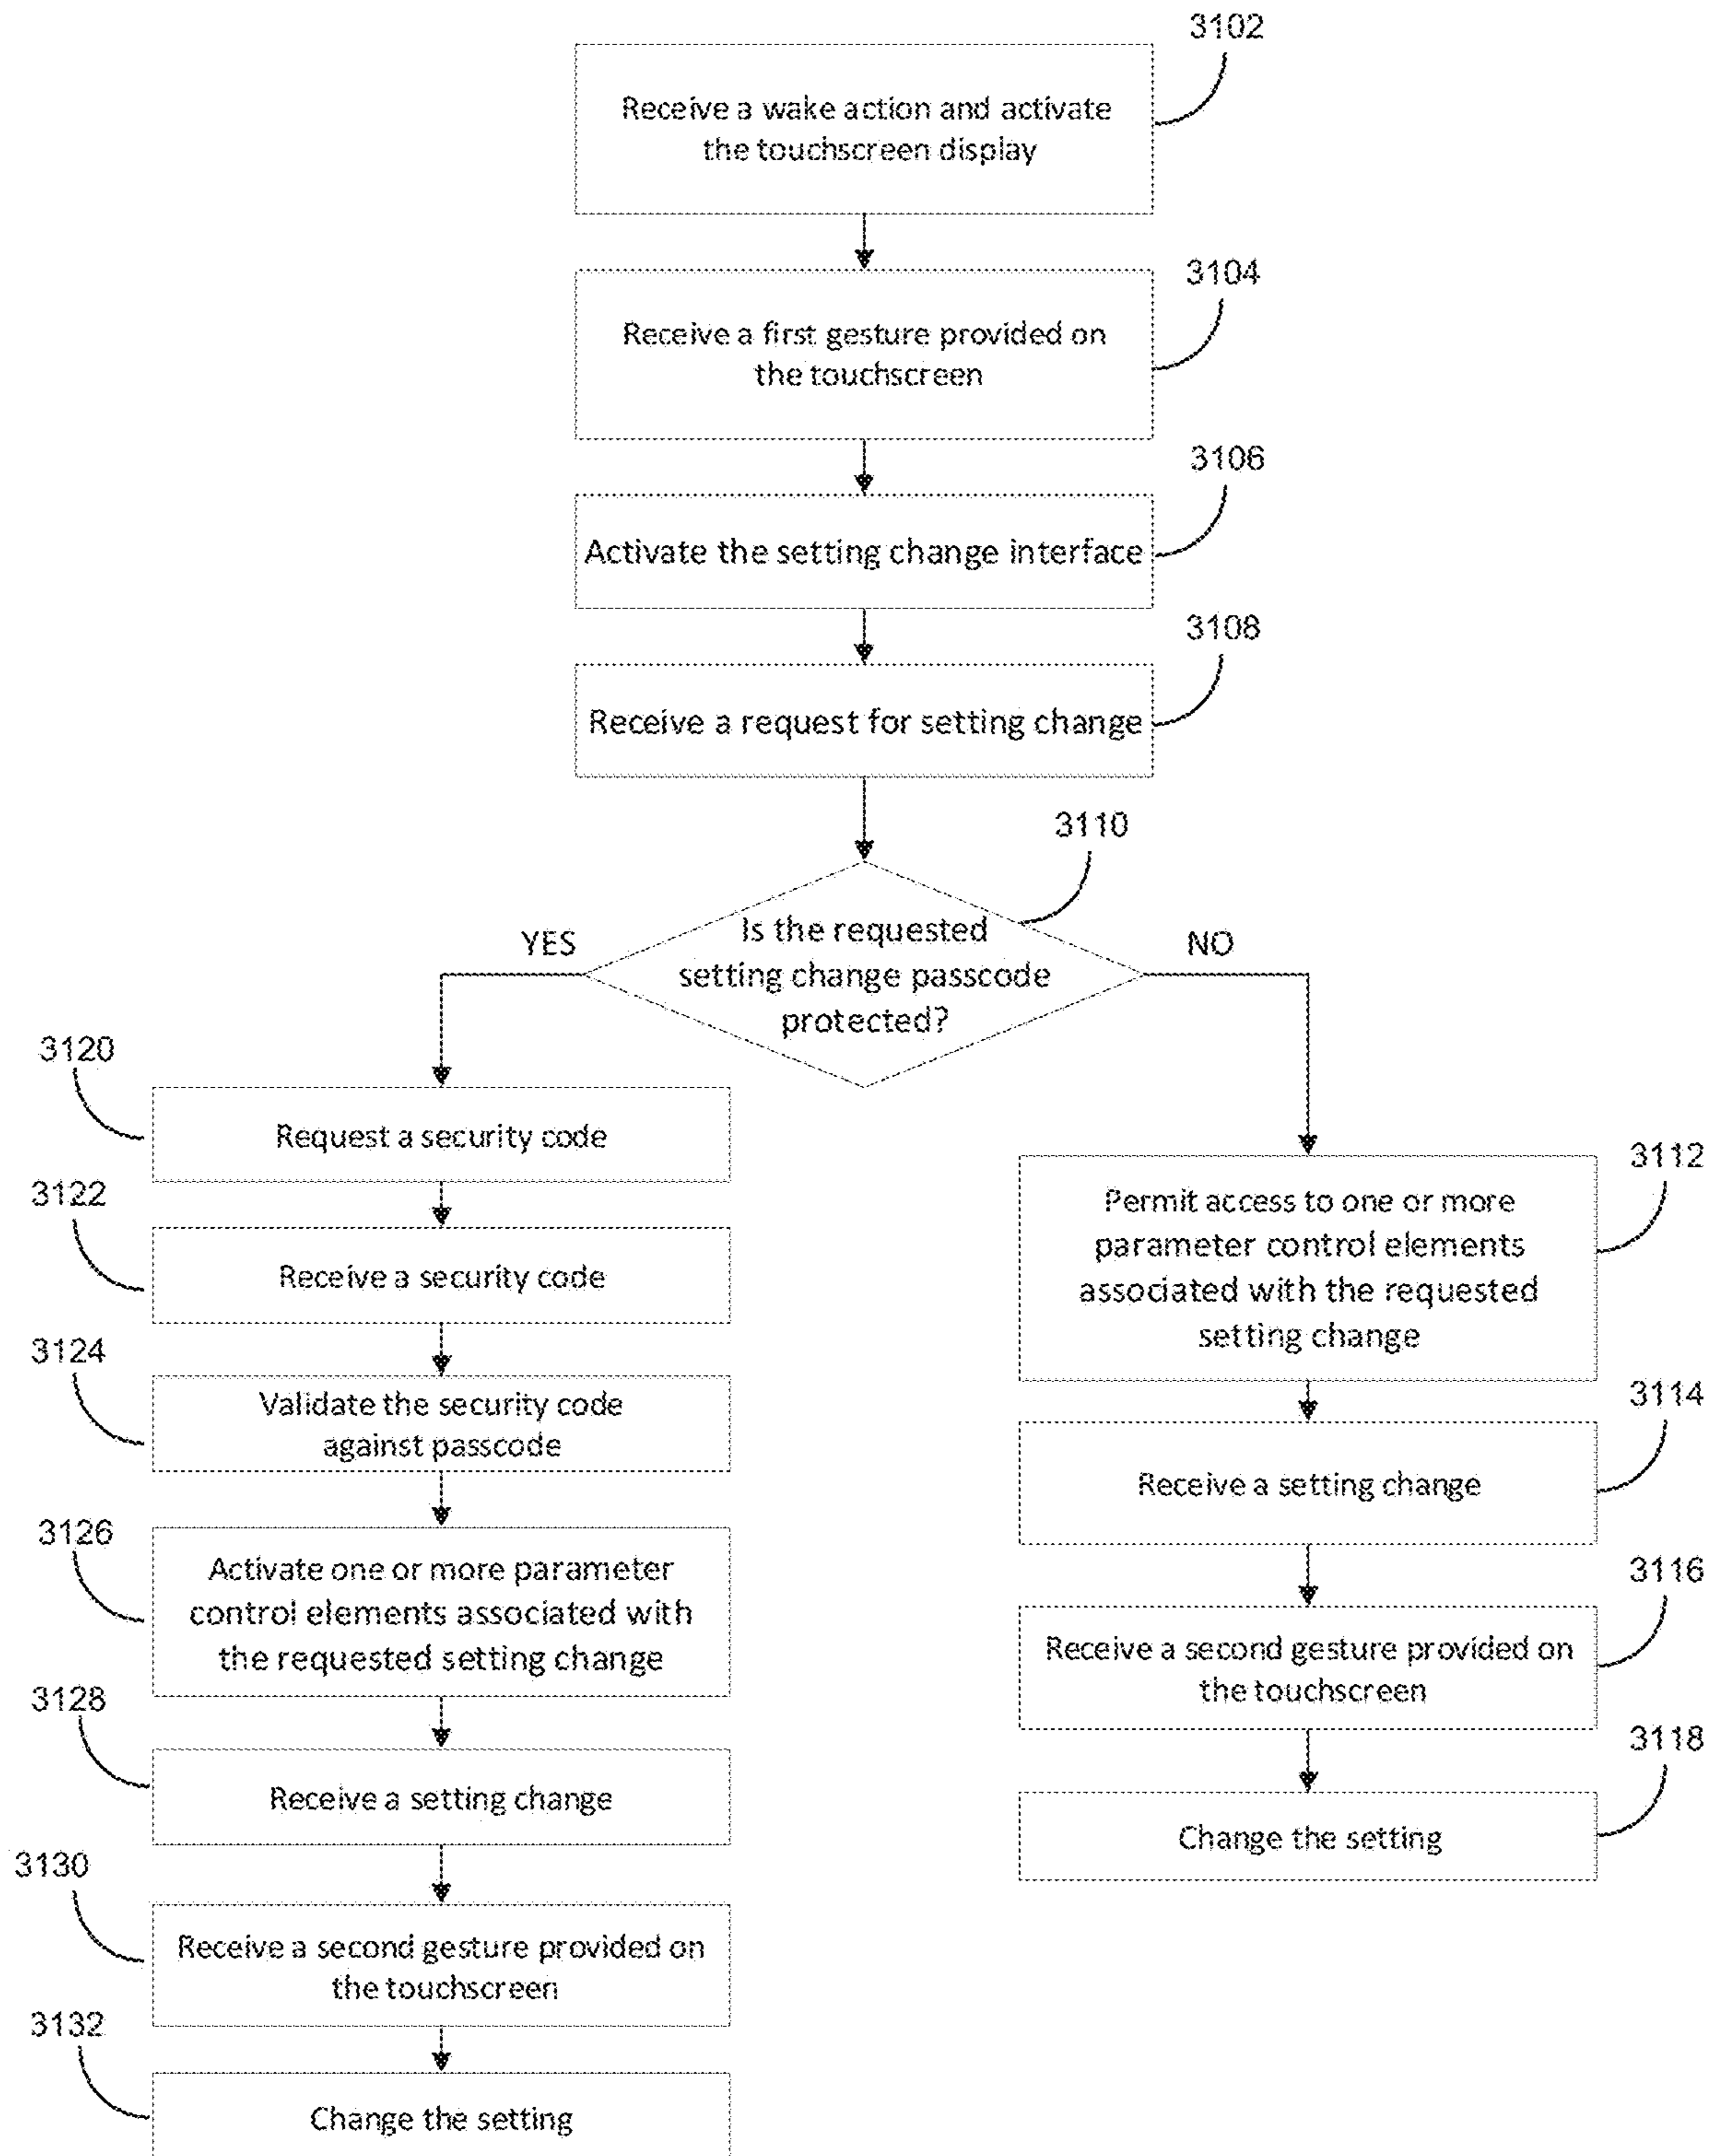 3102
Receive a wake action and activate
the touchscreen display
3104
Receive a first gesture provided on
the touchscreen
3106
Activate the setting change interface
3108
Receive a request for setting change
3110
Is the requested
setting change passcode
protected?
YES
NO
3120
Request a security code
3122
Receive a security code
3124
Validate the security code
against passcode
3126
Activate one or more parameter
control elements associated with
the requested setting change
3128
Receive a setting change
3130
Receive a second gesture provided on
the touchscreen
3132
Change the setting
3112
Permit access to one or more
parameter control elements
associated with the requested
setting change
3114
Receive a setting change
3116
Receive a second gesture provided on
the touchscreen
3118
Change the setting